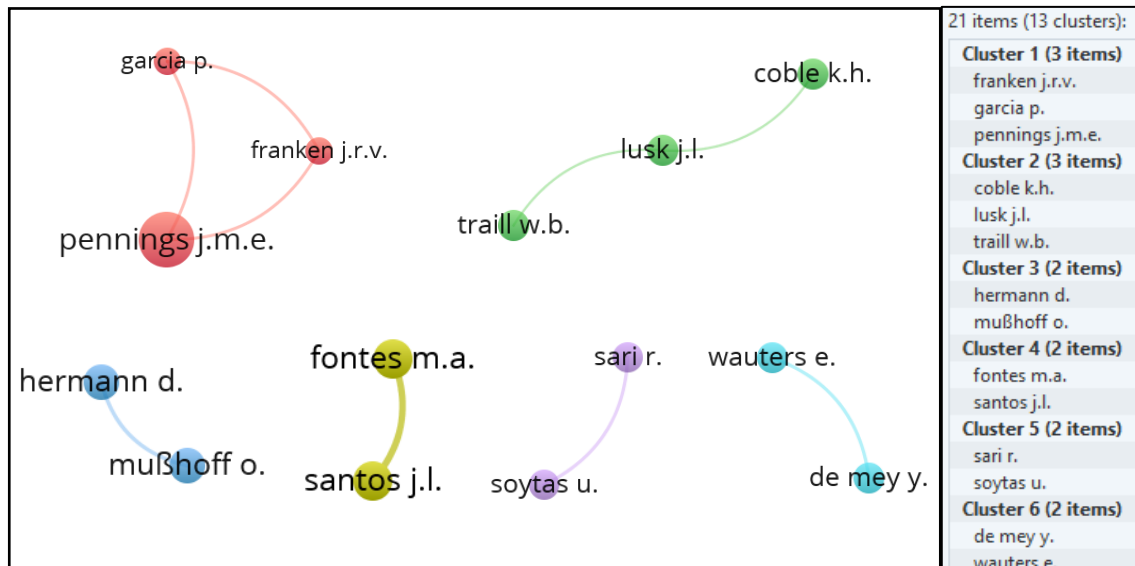 garcia p.
franken j.r.v.
pennings j.m.e.
coble k.h.
lusk j.l.
traill w.b.
hermann d.
mußhoff o.
fontes m.a.
santos j.l.
sari r.
soytas u.
wauters e.
de mey y.
21 items (13 clusters):
Cluster 1 (3 items)
franken j.r.v.
garcia p.
pennings j.m.e.
Cluster 2 (3 items)
coble k.h.
lusk j.l.
traill w.b.
Cluster 3 (2 items)
hermann d.
mußhoff o.
Cluster 4 (2 items)
fontes m.a.
santos j.l.
Cluster 5 (2 items)
sari r.
soytas u.
Cluster 6 (2 items)
de mey y.
wauters e.